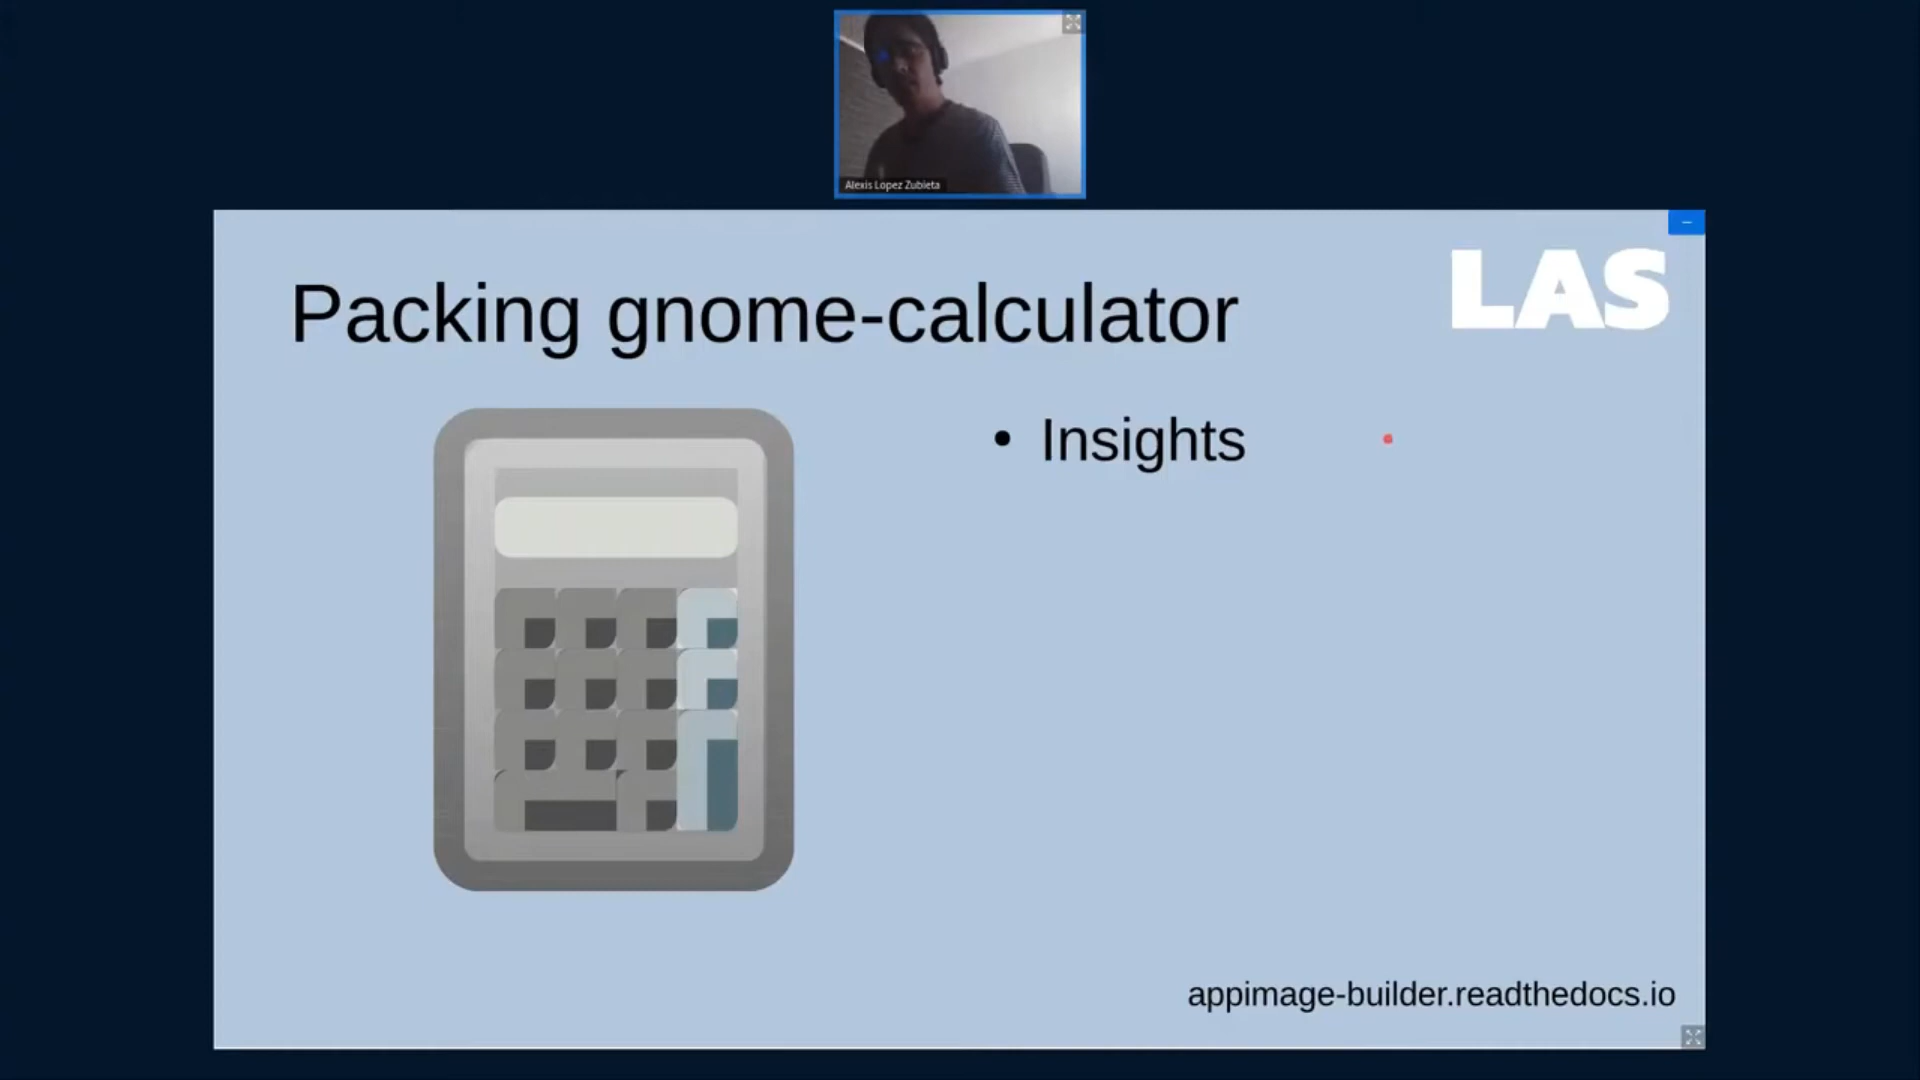 Alexis Lopez Zubieta
LAS
Packing gnome-calculator
• Insights
appimage-builder.readthedocs.io